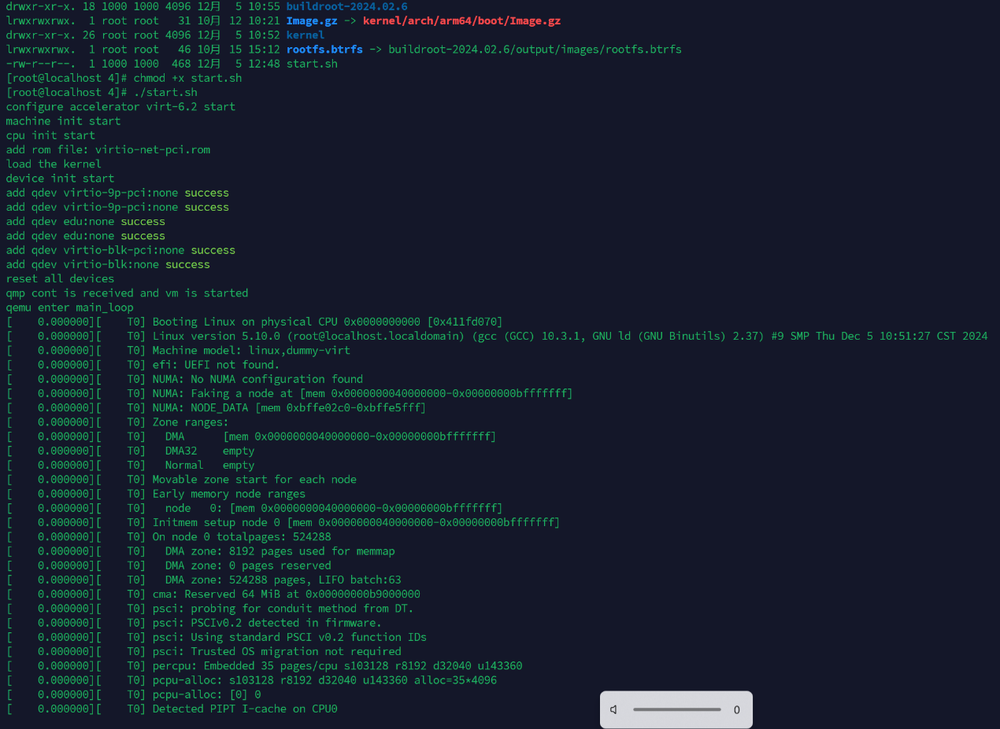 drwxr-xr-x. 18 1000 1000 4096 12月  5 10:55 buildroot-2024.02.6
lrwxrwxrwx.  1 root root   31 10月 12 10:21 Image.gz -> kernel/arch/arm64/boot/Image.gz
drwxr-xr-x. 26 root root 4096 12月  5 10:52 kernel
lrwxrwxrwx.  1 root root   46 10月 15 15:12 rootfs.btrfs -> buildroot-2024.02.6/output/images/rootfs.btrfs
-rw-r--r--.  1 1000 1000  468 12月  5 12:48 start.sh
[root@localhost 4]# chmod +x start.sh
[root@localhost 4]# ./start.sh
configure accelerator virt-6.2 start
machine init start
cpu init start
add rom file: virtio-net-pci.rom
load the kernel
device init start
add qdev virtio-9p-pci:none success
add qdev virtio-9p-pci:none success
add qdev edu:none success
add qdev edu:none success
add qdev virtio-blk-pci:none success
add qdev virtio-blk:none success
reset all devices
qmp cont is received and vm is started
qemu enter main_loop
[    0.000000][    T0] Booting Linux on physical CPU 0x0000000000 [0x411fd070]
[    0.000000][    T0] Linux version 5.10.0 (root@localhost.localdomain) (gcc (GCC) 10.3.1, GNU ld (GNU Binutils) 2.37) #9 SMP Thu Dec 5 10:51:27 CST 2024
[    0.000000][    T0] Machine model: linux,dummy-virt
[    0.000000][    T0] efi: UEFI not found.
[    0.000000][    T0] NUMA: No NUMA configuration found
[    0.000000][    T0] NUMA: Faking a node at [mem 0x0000000040000000-0x00000000bfffffff]
[    0.000000][    T0] NUMA: NODE_DATA [mem 0xbffe02c0-0xbffe5fff]
[    0.000000][    T0] Zone ranges:
[    0.000000][    T0]   DMA      [mem 0x0000000040000000-0x00000000bfffffff]
[    0.000000][    T0]   DMA32    empty
[    0.000000][    T0]   Normal   empty
[    0.000000][    T0] Movable zone start for each node
[    0.000000][    T0] Early memory node ranges
[    0.000000][    T0]   node   0: [mem 0x0000000040000000-0x00000000bfffffff]
[    0.000000][    T0] Initmem setup node 0 [mem 0x0000000040000000-0x00000000bfffffff]
[    0.000000][    T0] On node 0 totalpages: 524288
[    0.000000][    T0]   DMA zone: 8192 pages used for memmap
[    0.000000][    T0]   DMA zone: 0 pages reserved
[    0.000000][    T0]   DMA zone: 524288 pages, LIFO batch:63
[    0.000000][    T0] cma: Reserved 64 MiB at 0x00000000b9000000
[    0.000000][    T0] psci: probing for conduit method from DT.
[    0.000000][    T0] psci: PSCIv0.2 detected in firmware.
[    0.000000][    T0] psci: Using standard PSCI v0.2 function IDs
[    0.000000][    T0] psci: Trusted OS migration not required
[    0.000000][    T0] percpu: Embedded 35 pages/cpu s103128 r8192 d32040 u143360
[    0.000000][    T0] pcpu-alloc: s103128 r8192 d32040 u143360 alloc=35*4096
[    0.000000][    T0] pcpu-alloc: [0] 0
[    0.000000][    T0] Detected PIPT I-cache on CPU0
0